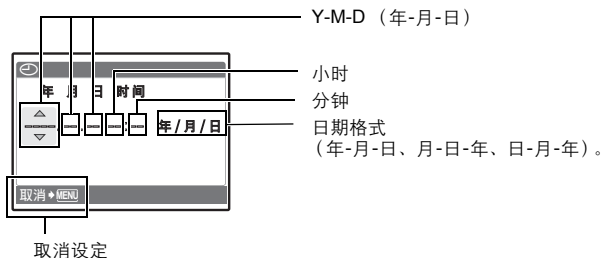 Y-M-D （年-月-日）
小时
分钟
日期格式
（年-月-日、月-日-年、日-月-年）。
年 月 日 时间
---- . -- . -- -- : -- 年/月/日
取消 MENU
取消设定